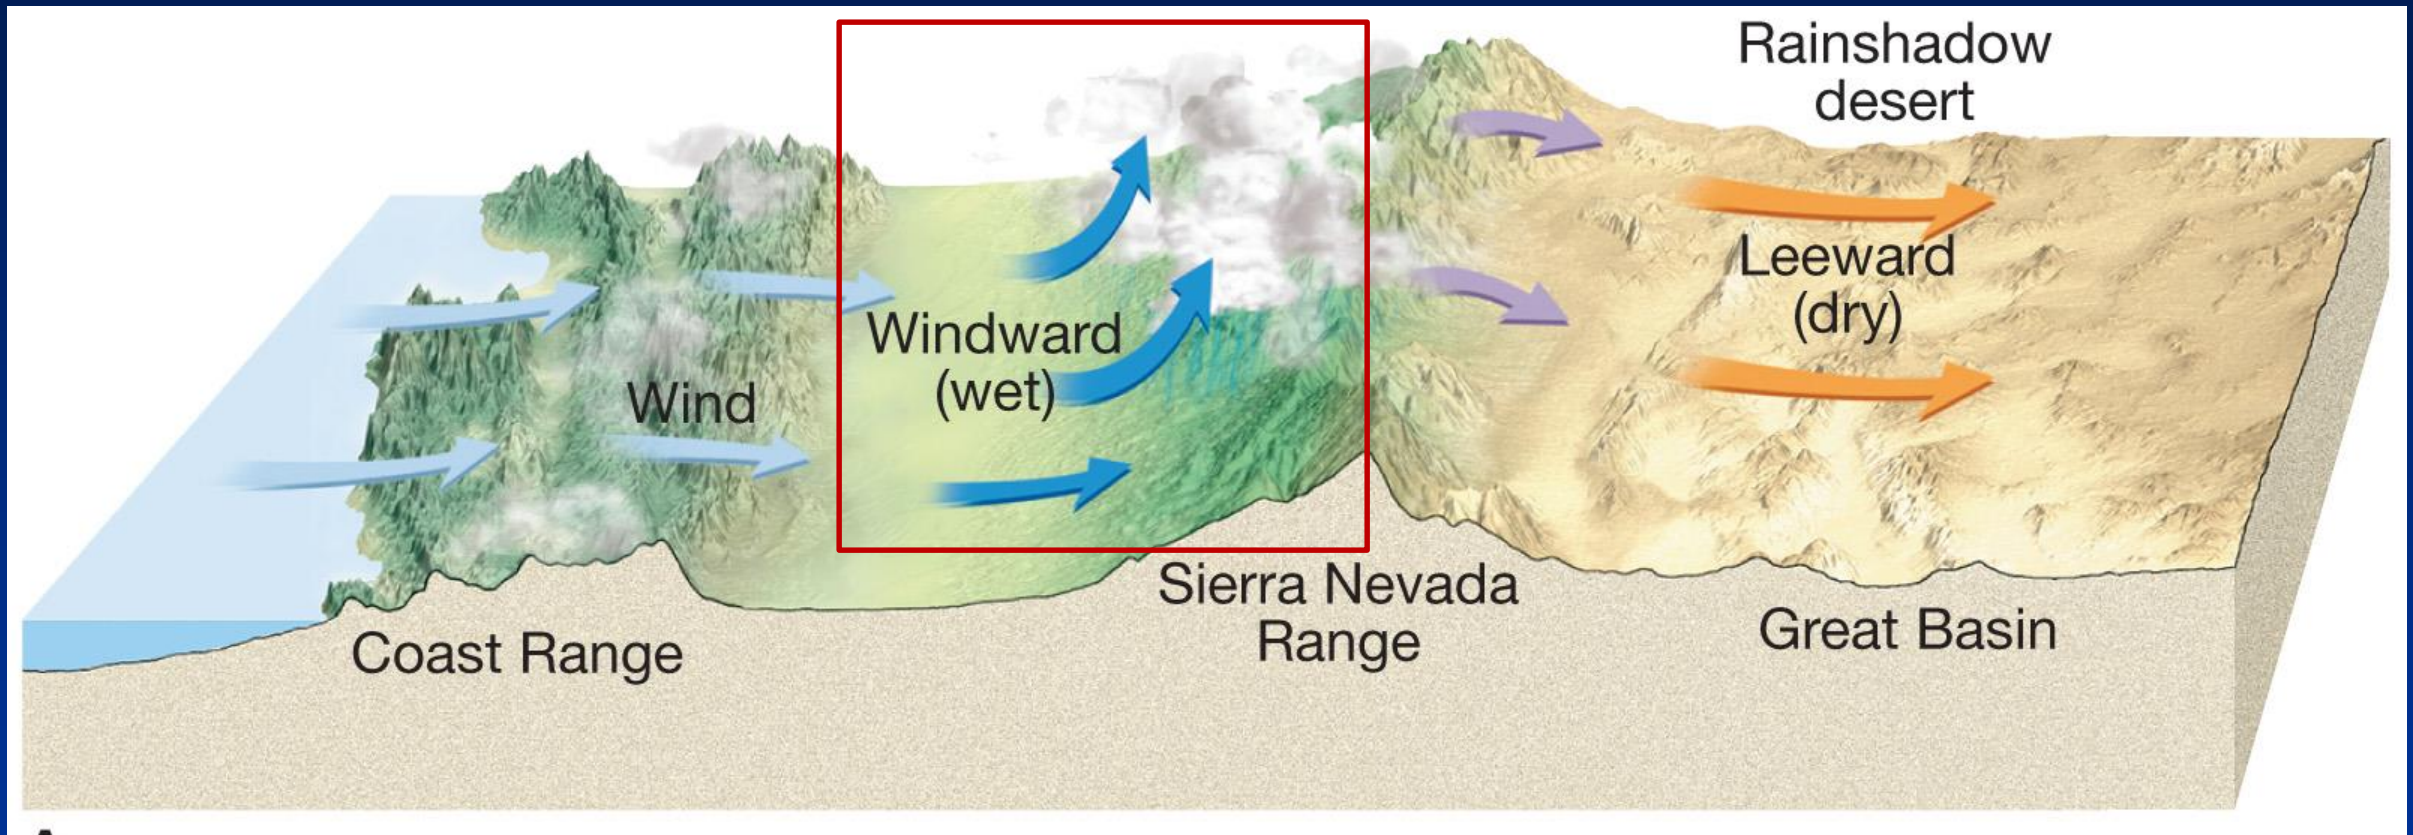 Rainshadow
desert
Leeward
(dry)
Windward
(wet)
Wind
Sierra Nevada
Range
Great Basin
Coast Range